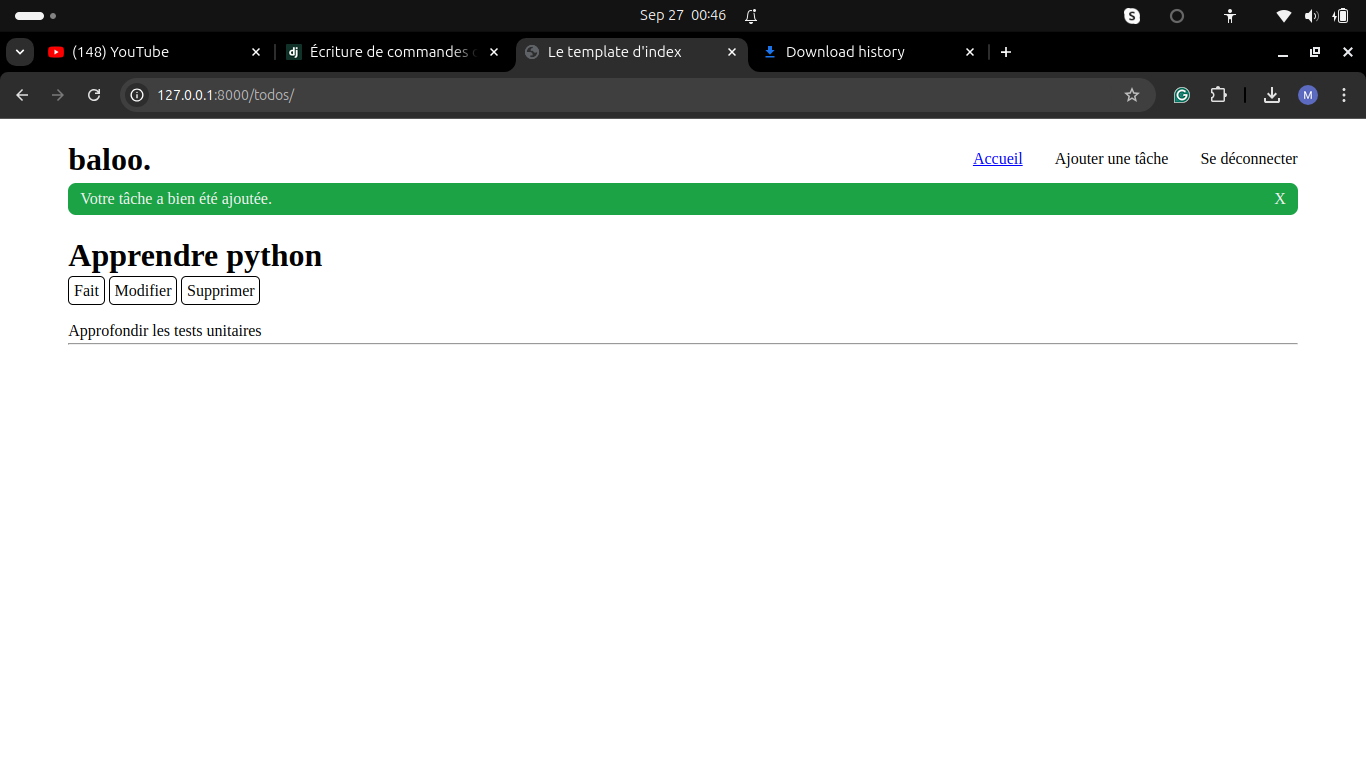 Sep 27 00:46
S
(148) YouTube
dj Écriture de commandes
Le template d'index
Download history
127.0.0.1:8000/todos/
G
M
baloo.
Accueil Ajouter une tâche Se déconnecter
Votre tâche a bien été ajoutée. X
Apprendre python
Fait Modifier Supprimer
Approfondir les tests unitaires